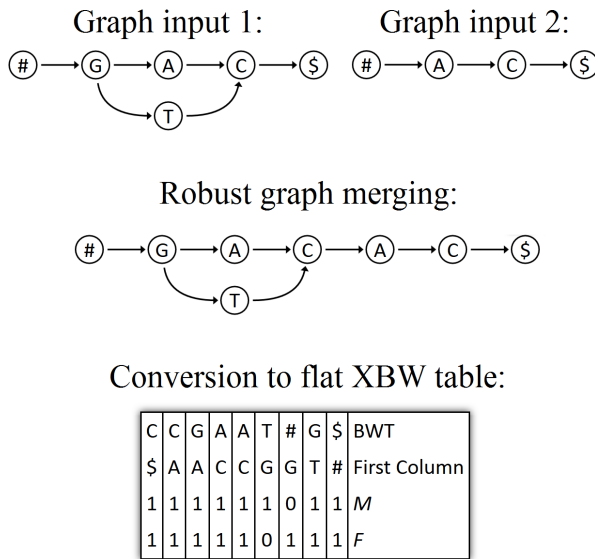 Graph input 1: Graph input 2:
# G A C $ # A C $
T
Robust graph merging:
# G A C A C $
T
Conversion to flat XBW table:
C C G A A T # G $ BWT
$ A A C C G G T # First Column
1 1 1 1 1 1 0 1 1 M
1 1 1 1 1 0 1 1 1 F